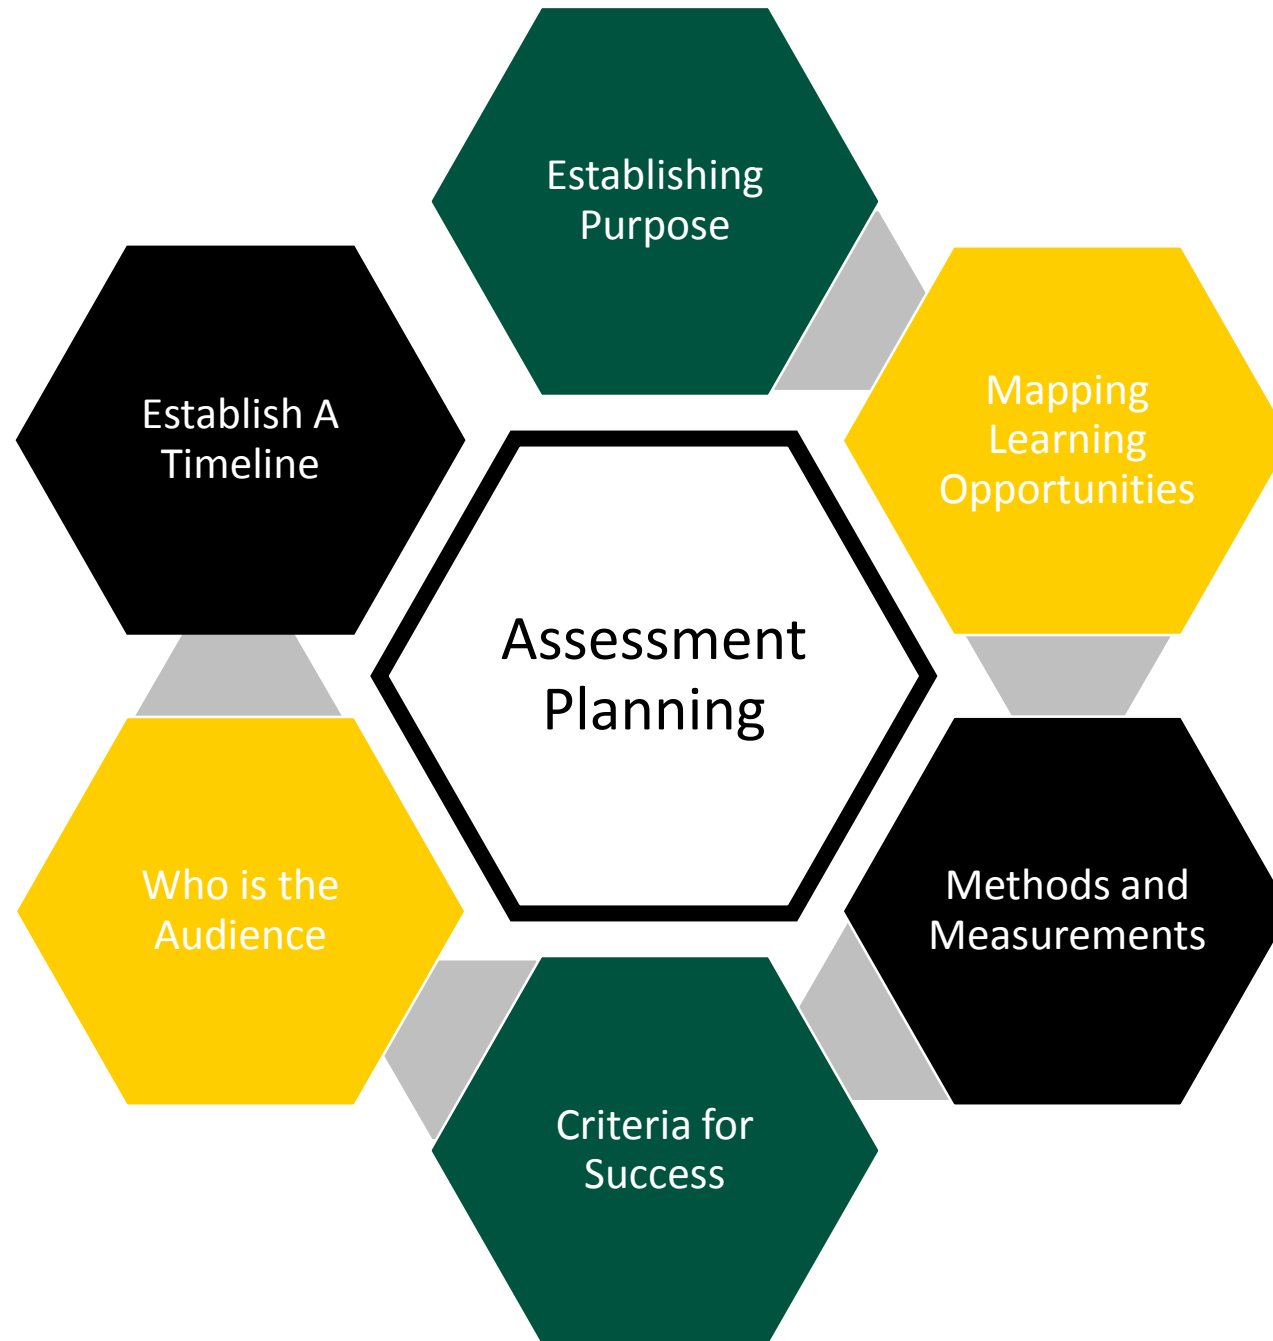 Establishing
Purpose
Mapping
Learning
Opportunities
Methods and
Measurements
Criteria for
Success
Who is the
Audience
Establish A
Timeline
Assessment
Planning